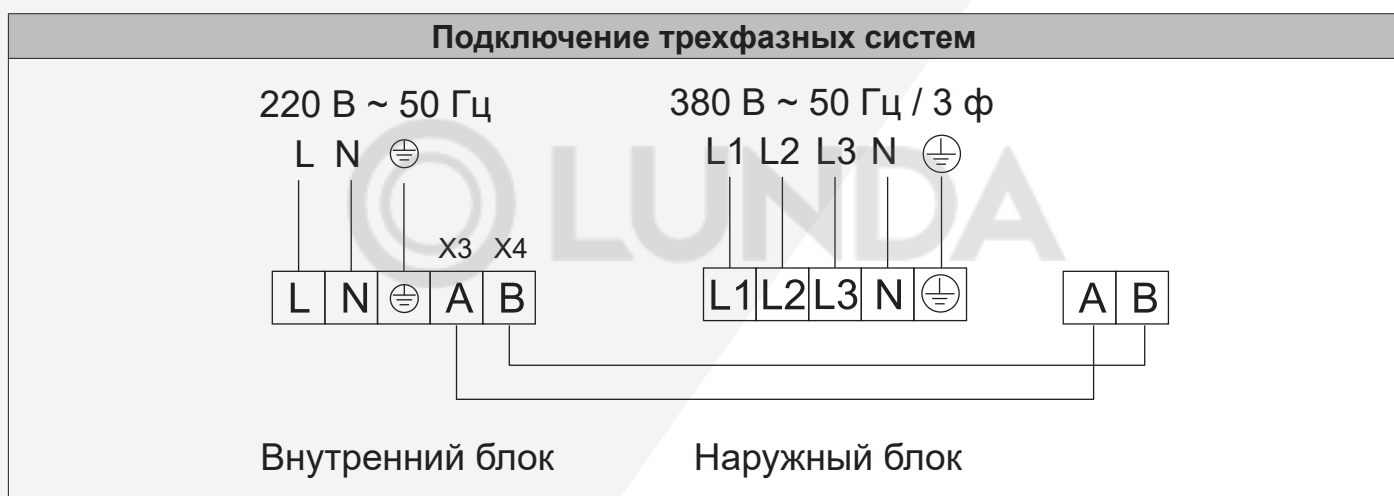 Подключение трехфазных систем
220 В ~ 50 Гц 380 В ~ 50 Гц / 3 ф
L N L1 L2 L3 N
X3 X4
L N A B L1 L2 L3 N A B
Внутренний блок Наружный блок
LUNDA